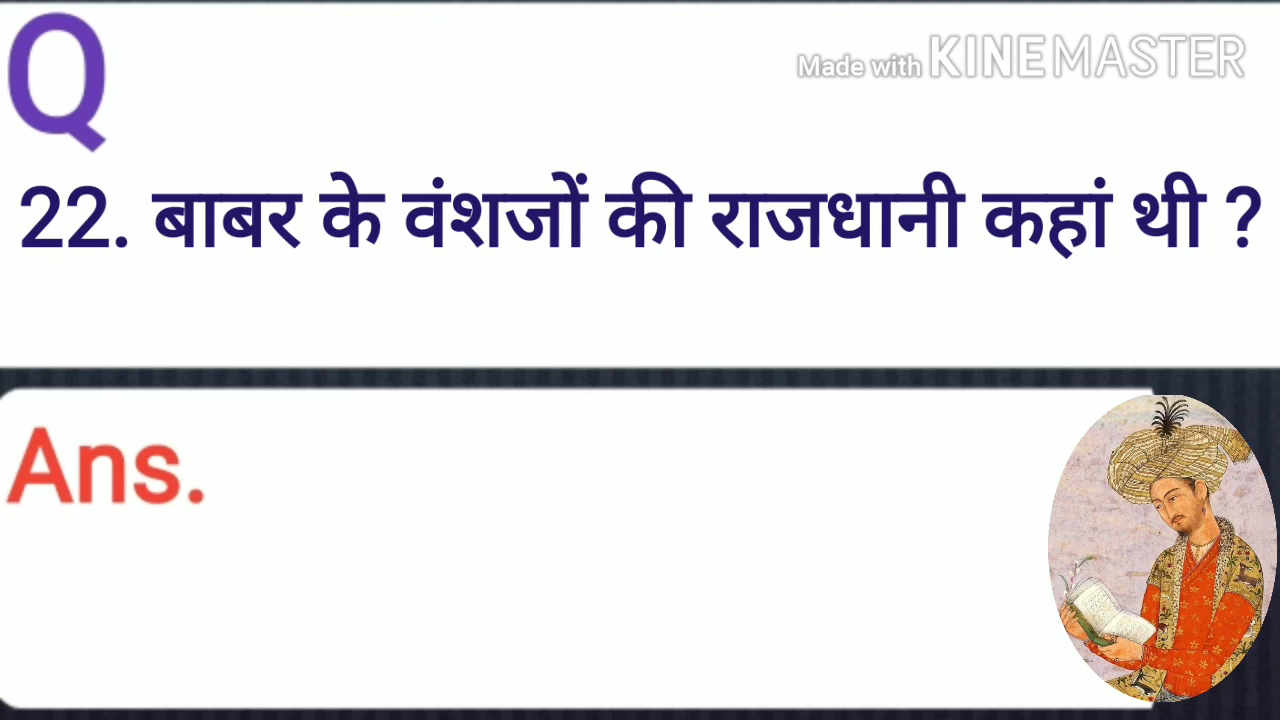 Q
Made with KINEMASTER
22. बाबर के वंशजों की राजधानी कहां थी ?
Ans.